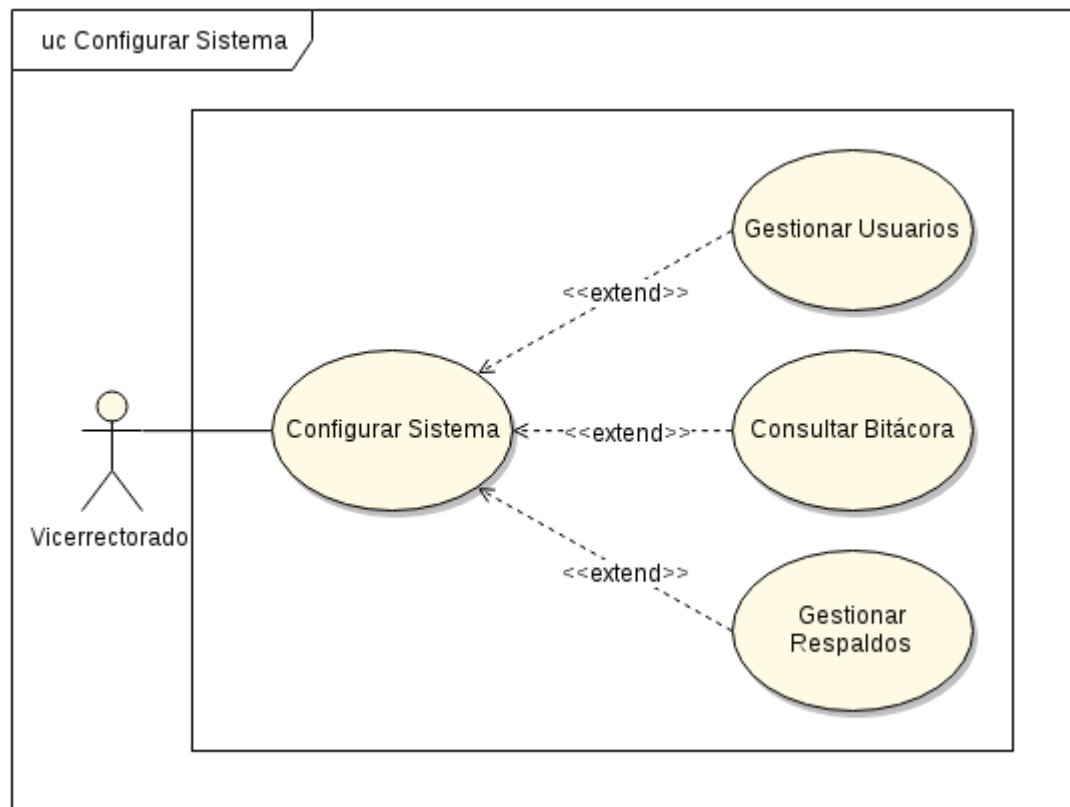 uc Configurar Sistema
Gestionar Usuarios
<<extend>>
Configurar Sistema
<<extend>>
Consultar Bitácora
Vicerrectorado
<<extend>>
Gestionar
Respaldos